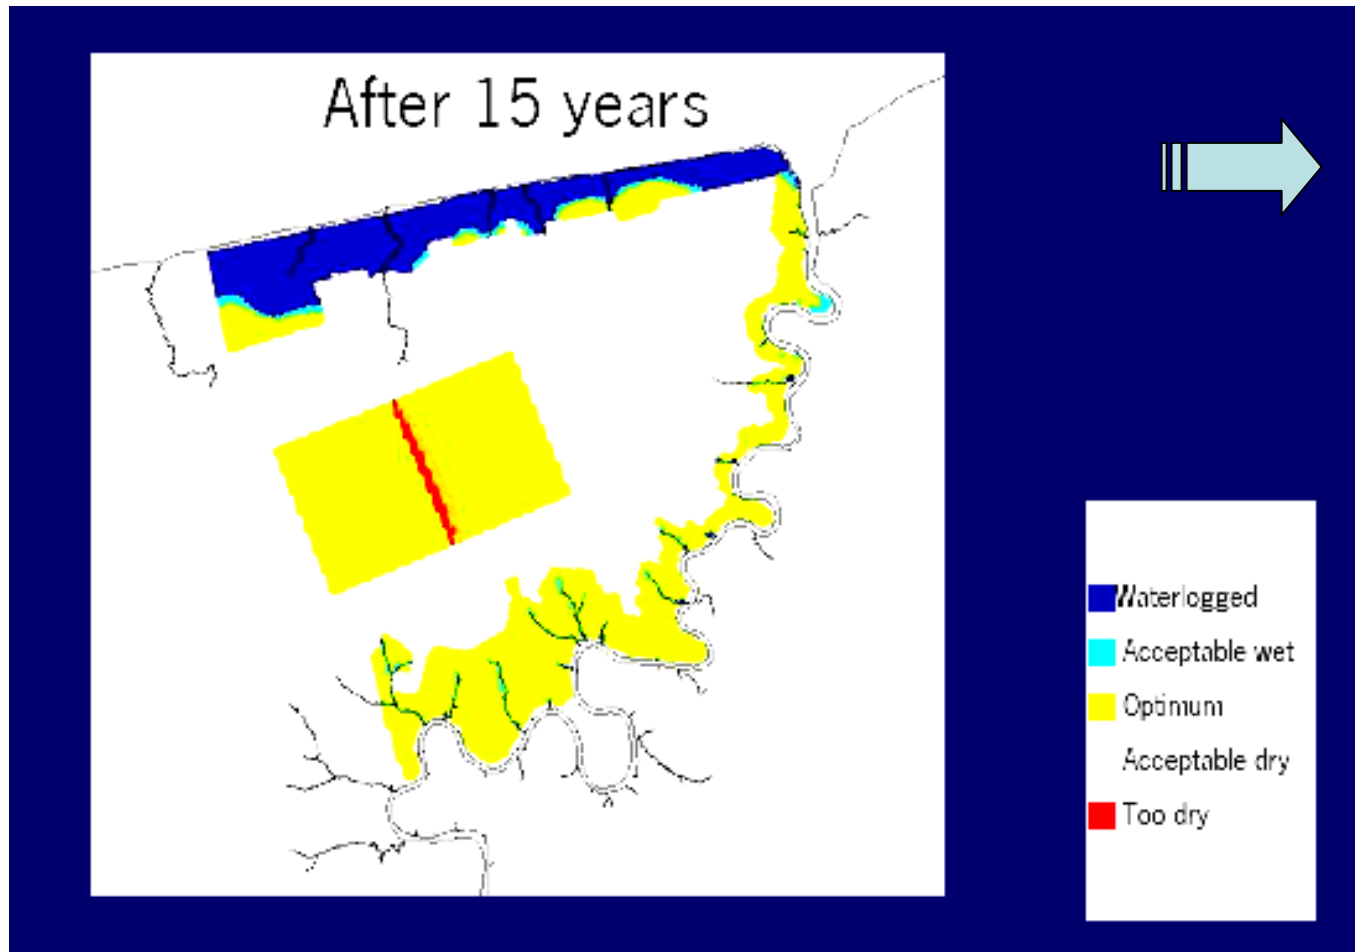 After 15 years
Waterlogged
Acceptable wet
Optimum
Acceptable dry
Too dry